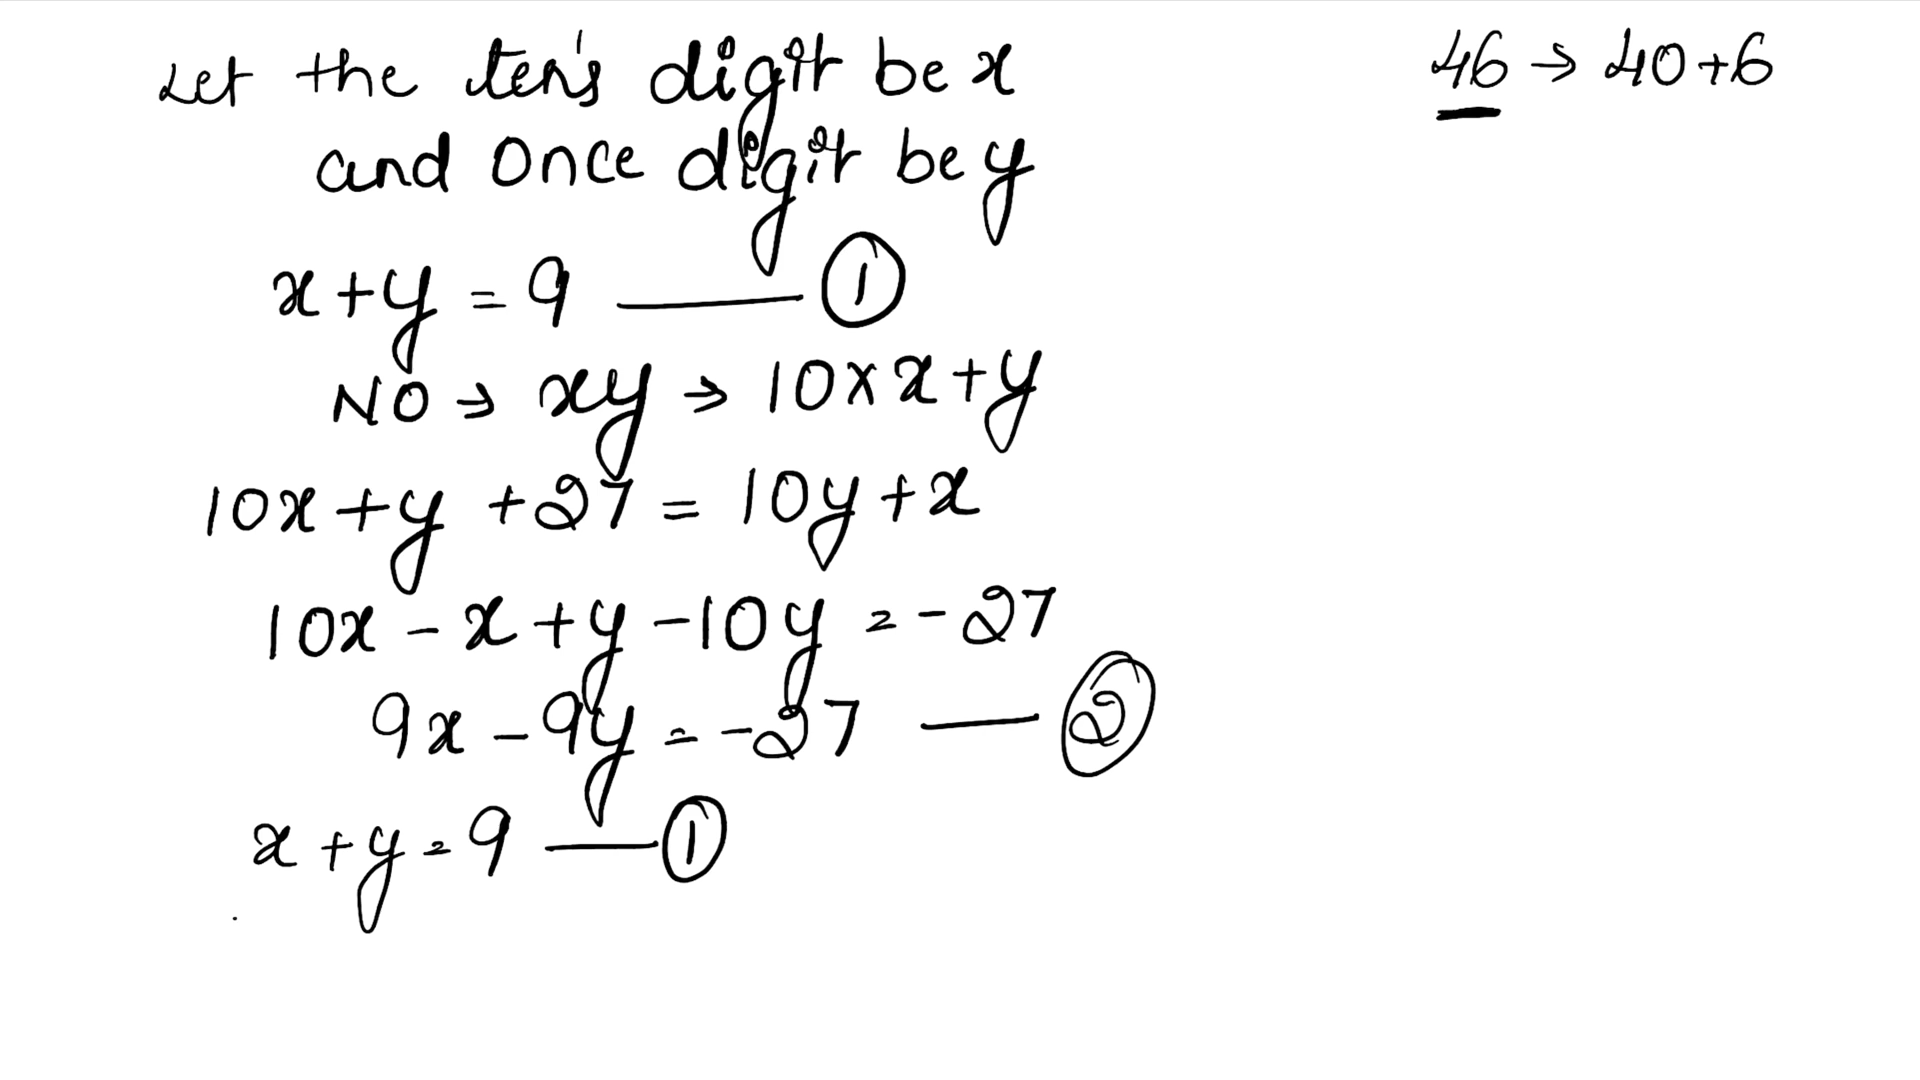 Let the ten's digit be x
46 → 40+6
and Once digit be y
x+y = 9 —— ①
NO → xy → 10×x+y
10x+y +27 = 10y+x
10x - x +y -10y = -27
9x - 9y = -27 —— ②
x+y = 9 —— ①